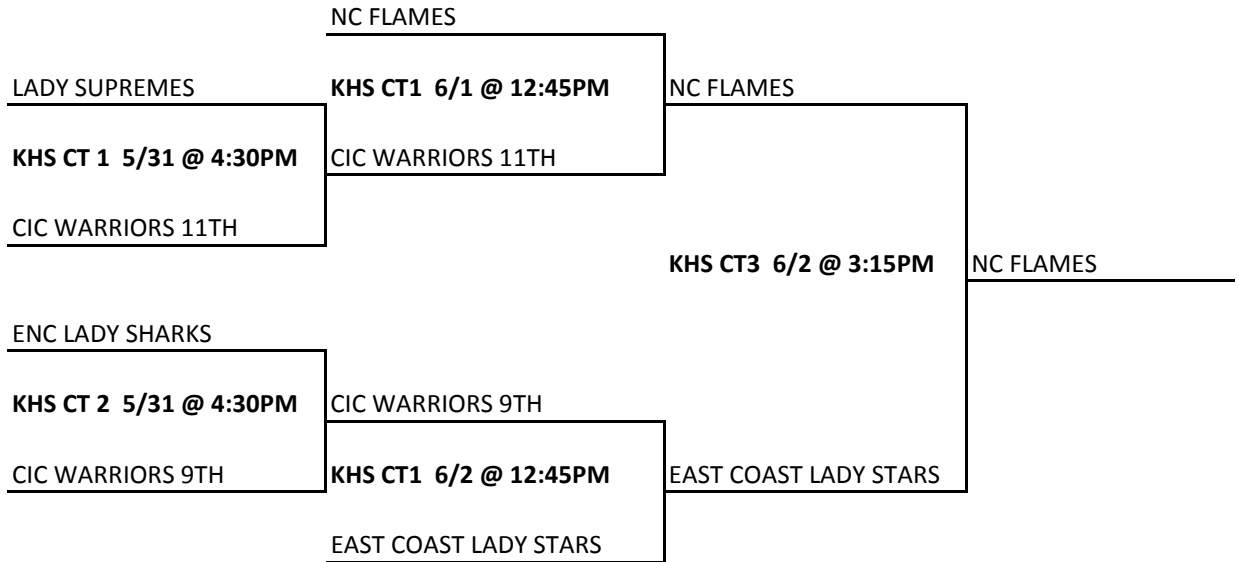 NC FLAMES
LADY SUPREMES
KHS CT1 6/1 @ 12:45PM
NC FLAMES
KHS CT 1 5/31 @ 4:30PM
CIC WARRIORS 11TH
CIC WARRIORS 11TH
KHS CT3 6/2 @ 3:15PM
NC FLAMES
ENC LADY SHARKS
KHS CT 2 5/31 @ 4:30PM
CIC WARRIORS 9TH
CIC WARRIORS 9TH
KHS CT1 6/2 @ 12:45PM
EAST COAST LADY STARS
EAST COAST LADY STARS